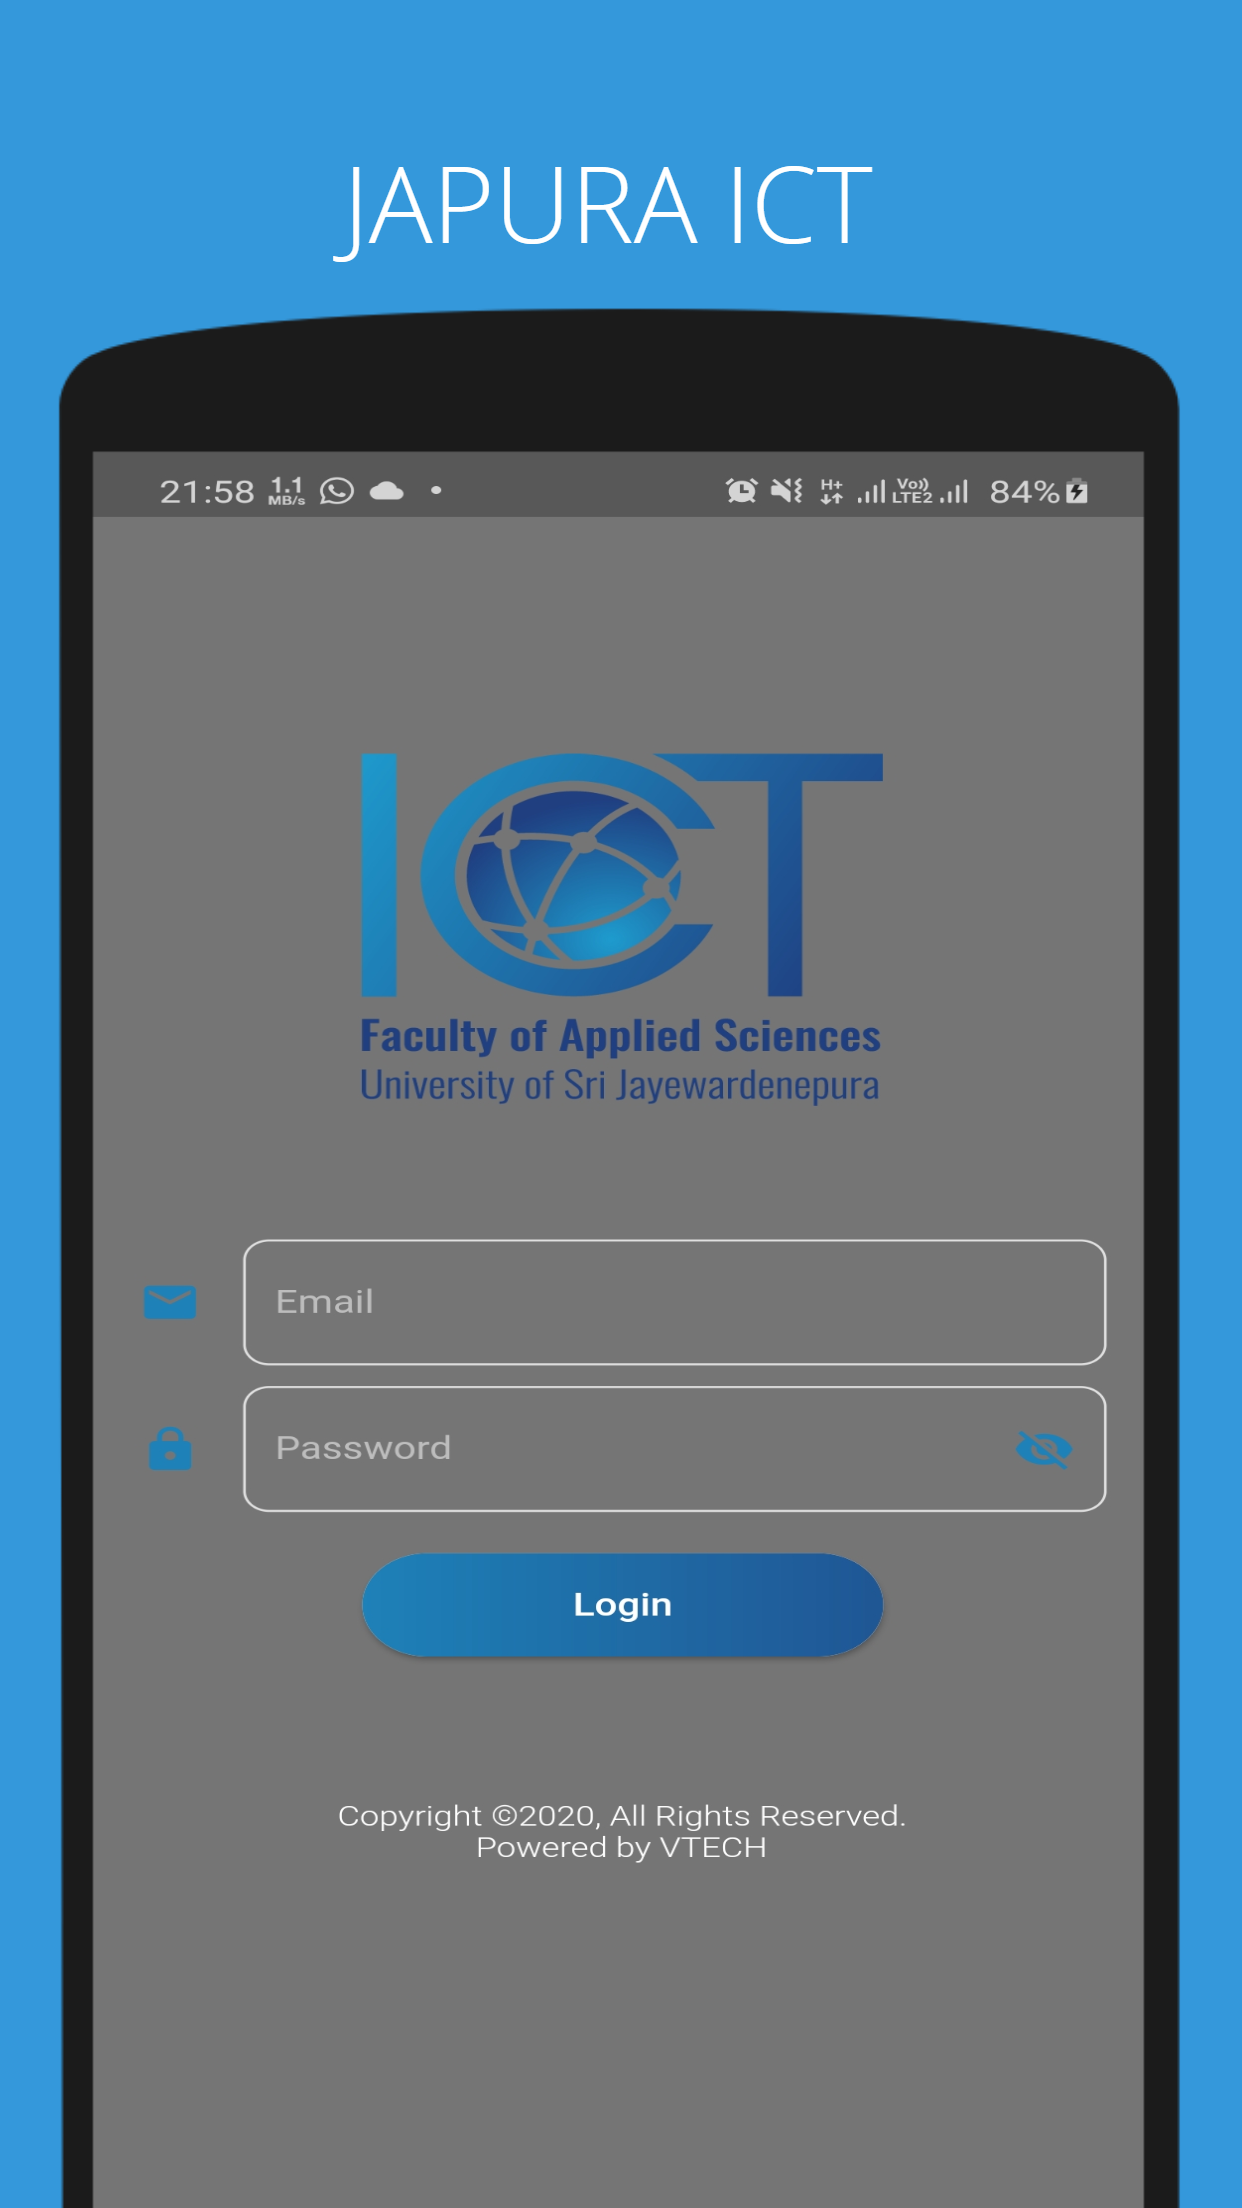 JAPURA ICT
21:58 1.1 MB/s H+ Vo)) LTE2 84%
ICT
Faculty of Applied Sciences
University of Sri Jayewardenepura
Email
Password
Login
Copyright ©2020, All Rights Reserved.
Powered by VTECH